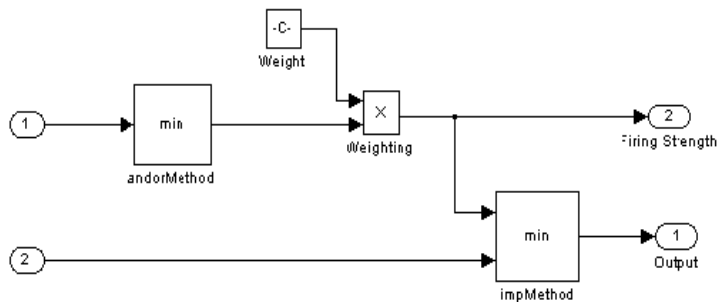 -C-
Weight
1
min
andorMethod
X
Weighting
2
Firing Strength
2
min
impMethod
1
Output